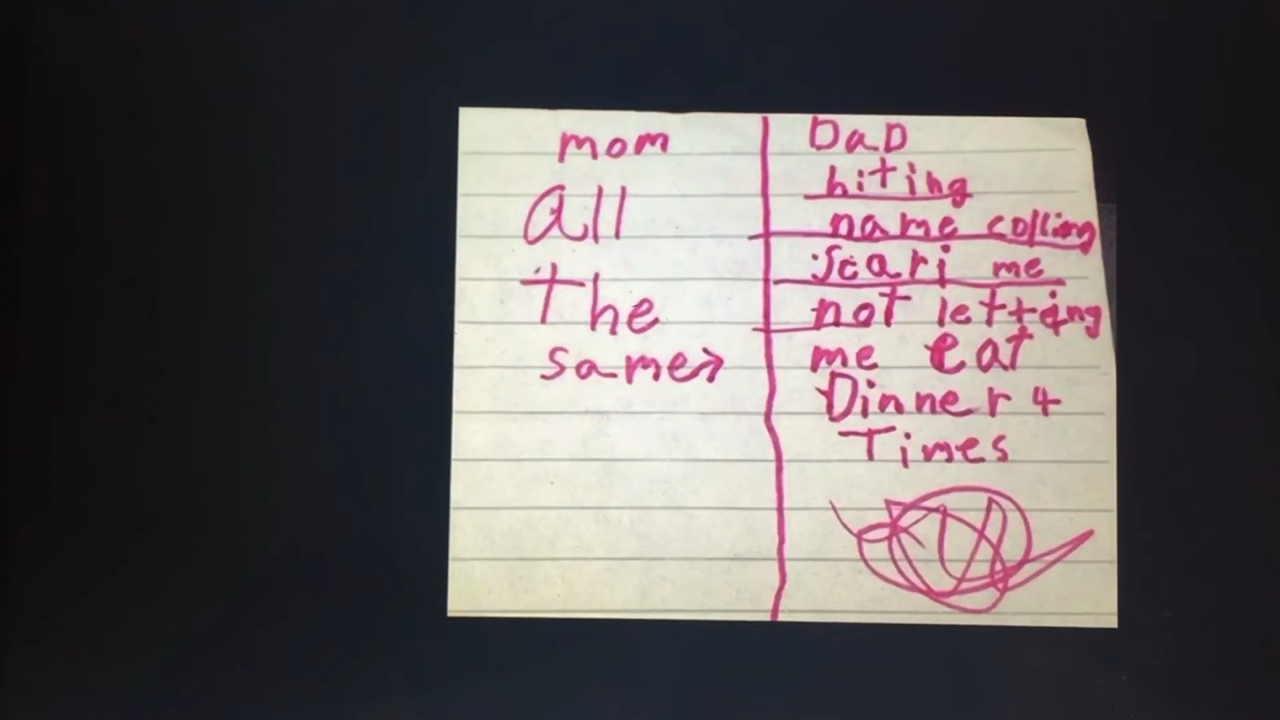 mom
all
the
same→
DaD
hiting
name colling
Scari me
not letting
me eat
Dinner 4
Times